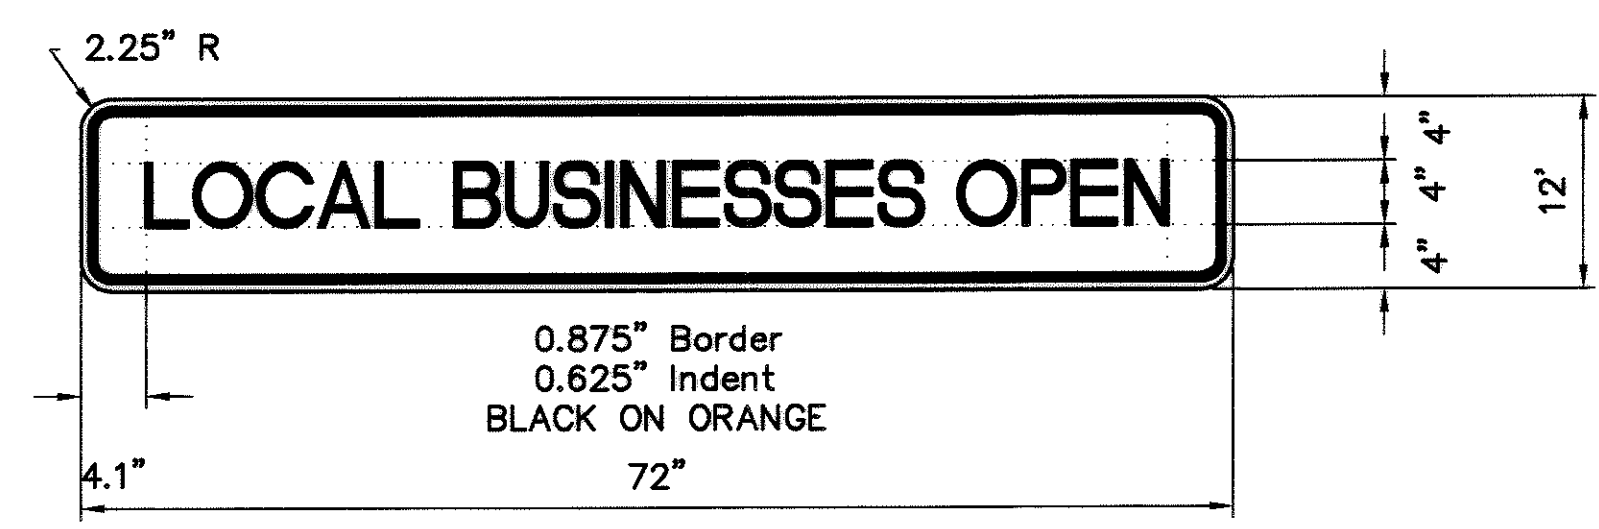 2.25" R
LOCAL BUSINESSES OPEN
4"
4"
4"
12'
0.875" Border
0.625" Indent
BLACK ON ORANGE
4.1"
72"